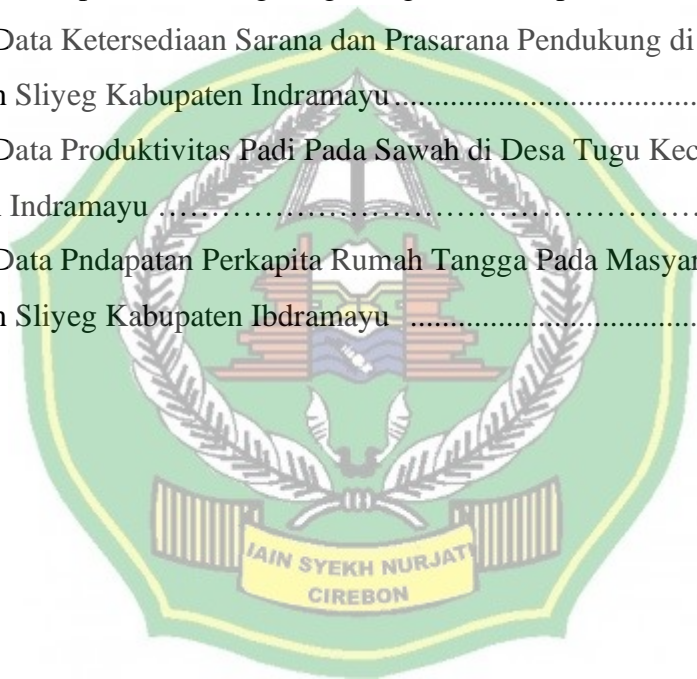 Data Ketersediaan Sarana dan Prasarana Pendukung di
n Sliyeg Kabupaten Indramayu..........................................
Data Produktivitas Padi Pada Sawah di Desa Tugu Kec
Indramayu …………………………………………………
Data Pndapatan Perkapita Rumah Tangga Pada Masyar
n Sliyeg Kabupaten Ibdramayu .......................................
IAIN SYEKH NURJATI
CIREBON